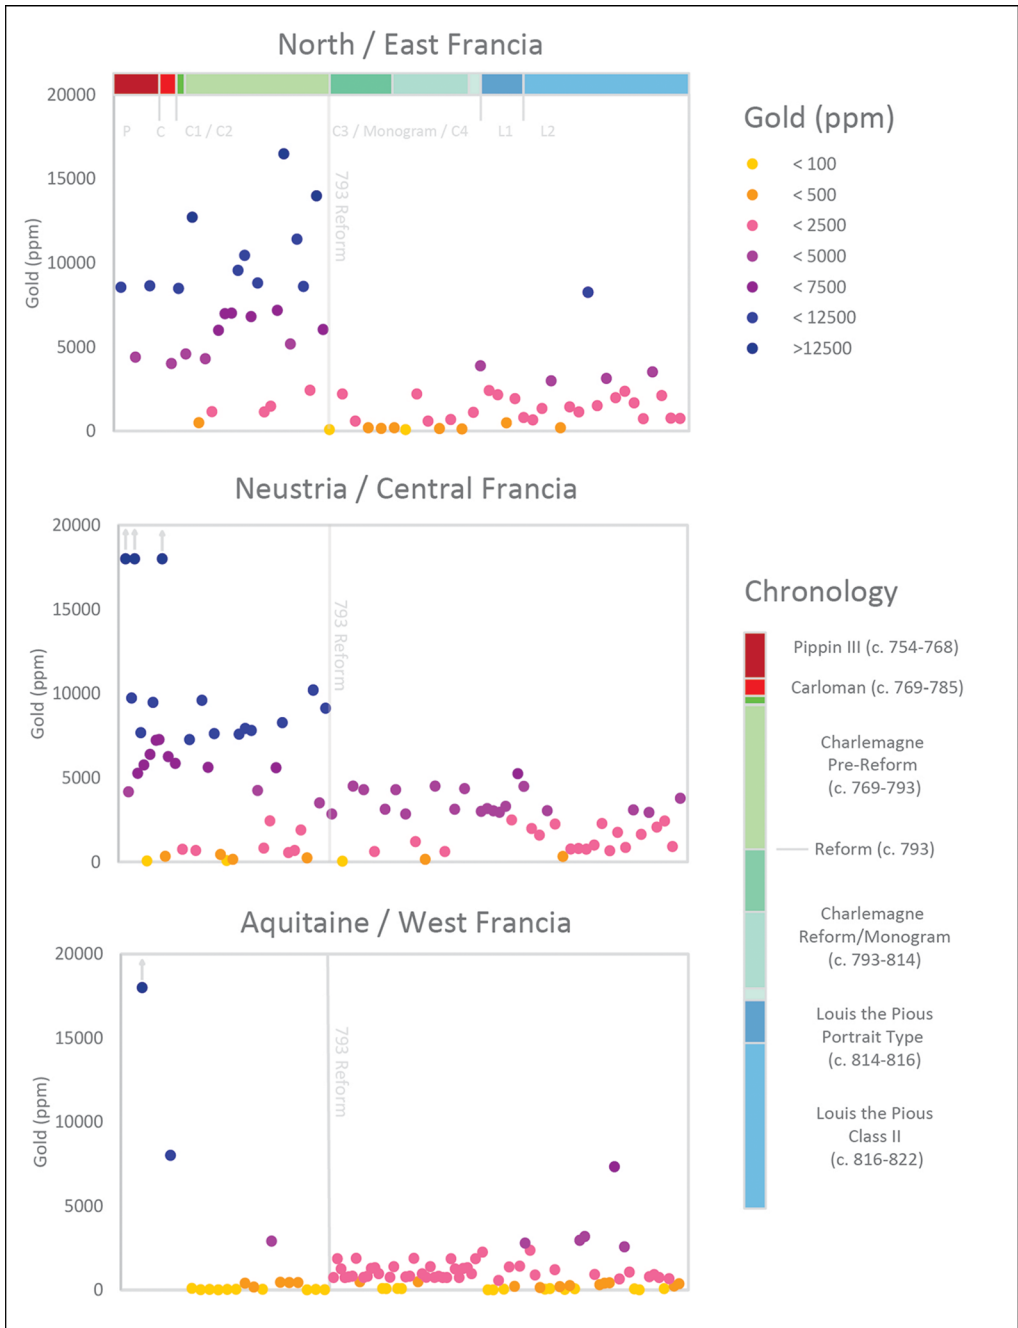 North / East Francia
20000
15000
10000
5000
0
Gold (ppm)
P
C
C1 / C2
C3 / Monogram / C4
L1
L2
793 Reform
Gold (ppm)
< 100
< 500
< 2500
< 5000
< 7500
< 12500
>12500
Neustria / Central Francia
20000
15000
10000
5000
0
Gold (ppm)
793 Reform
Aquitaine / West Francia
20000
15000
10000
5000
0
Gold (ppm)
793 Reform
Chronology
Pippin III (c. 754-768)
Carloman (c. 769-785)
Charlemagne
Pre-Reform
(c. 769-793)
Reform (c. 793)
Charlemagne
Reform/Monogram
(c. 793-814)
Louis the Pious
Portrait Type
(c. 814-816)
Louis the Pious
Class II
(c. 816-822)